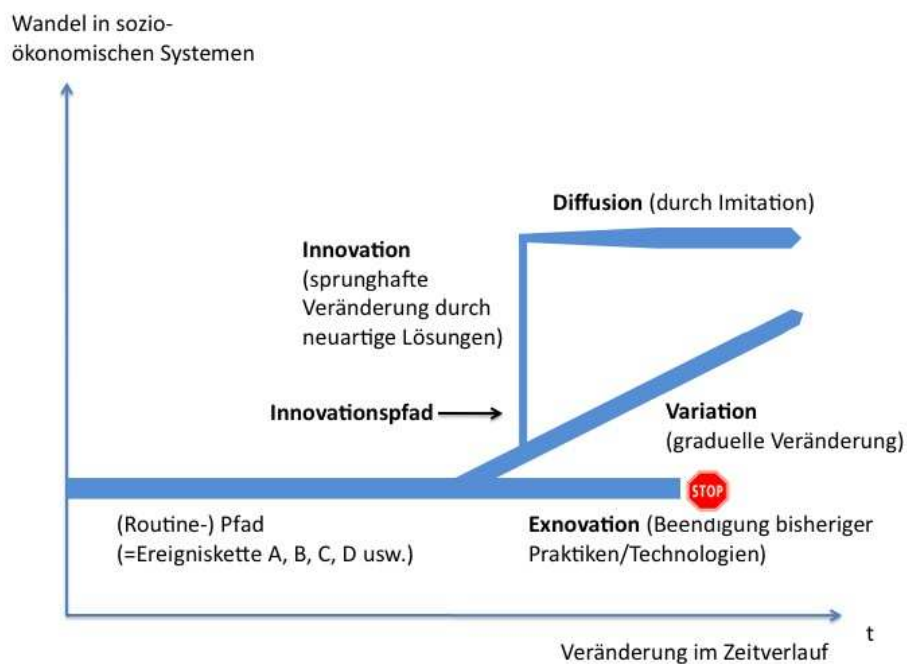 Wandel in sozio-
ökonomischen Systemen
Diffusion (durch Imitation)
Innovation
(sprunghafte
Veränderung durch
neuartige Lösungen)
Innovationspfad
Variation
(graduelle Veränderung)
STOP
(Routine-) Pfad
(=Ereigniskette A, B, C, D usw.)
Exnovation (Beendigung bisheriger
Praktiken/Technologien)
t
Veränderung im Zeitverlauf